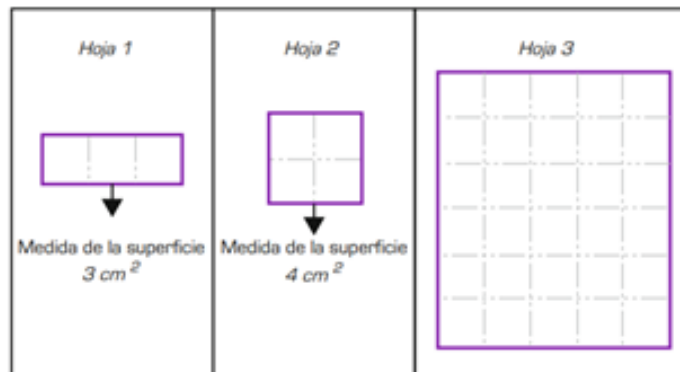 Hoja 1
Medida de la superficie
3 cm 2
Hoja 2
Medida de la superficie
4 cm 2
Hoja 3